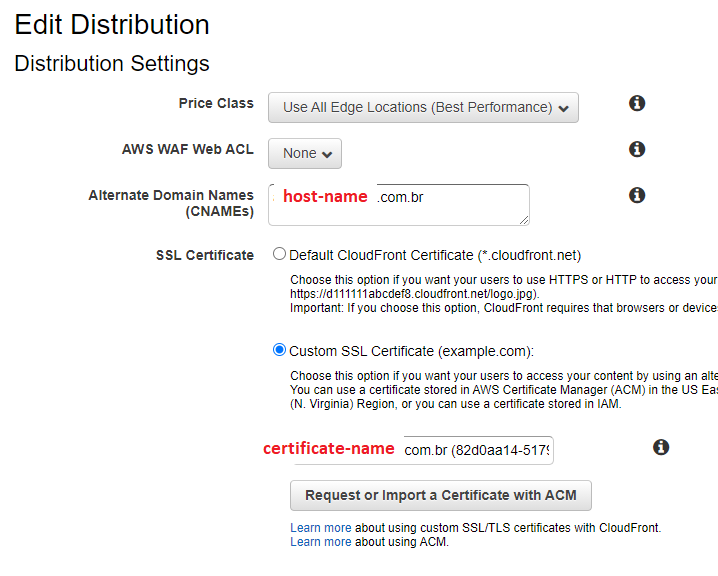 Edit Distribution
Distribution Settings
Price Class
Use All Edge Locations (Best Performance)
AWS WAF Web ACL
None
Alternate Domain Names
(CNAMEs)
host-name .com.br
SSL Certificate
Default CloudFront Certificate (*.cloudfront.net)
Choose this option if you want your users to use HTTPS or HTTP to access your
https://d111111abcdef8.cloudfront.net/logo.jpg).
Important: If you choose this option, CloudFront requires that browsers or devices
Custom SSL Certificate (example.com):
Choose this option if you want your users to access your content by using an alte
You can use a certificate stored in AWS Certificate Manager (ACM) in the US Eas
(N. Virginia) Region, or you can use a certificate stored in IAM.
certificate-name com.br (82d0aa14-5179
Request or Import a Certificate with ACM
Learn more about using custom SSL/TLS certificates with CloudFront.
Learn more about using ACM.